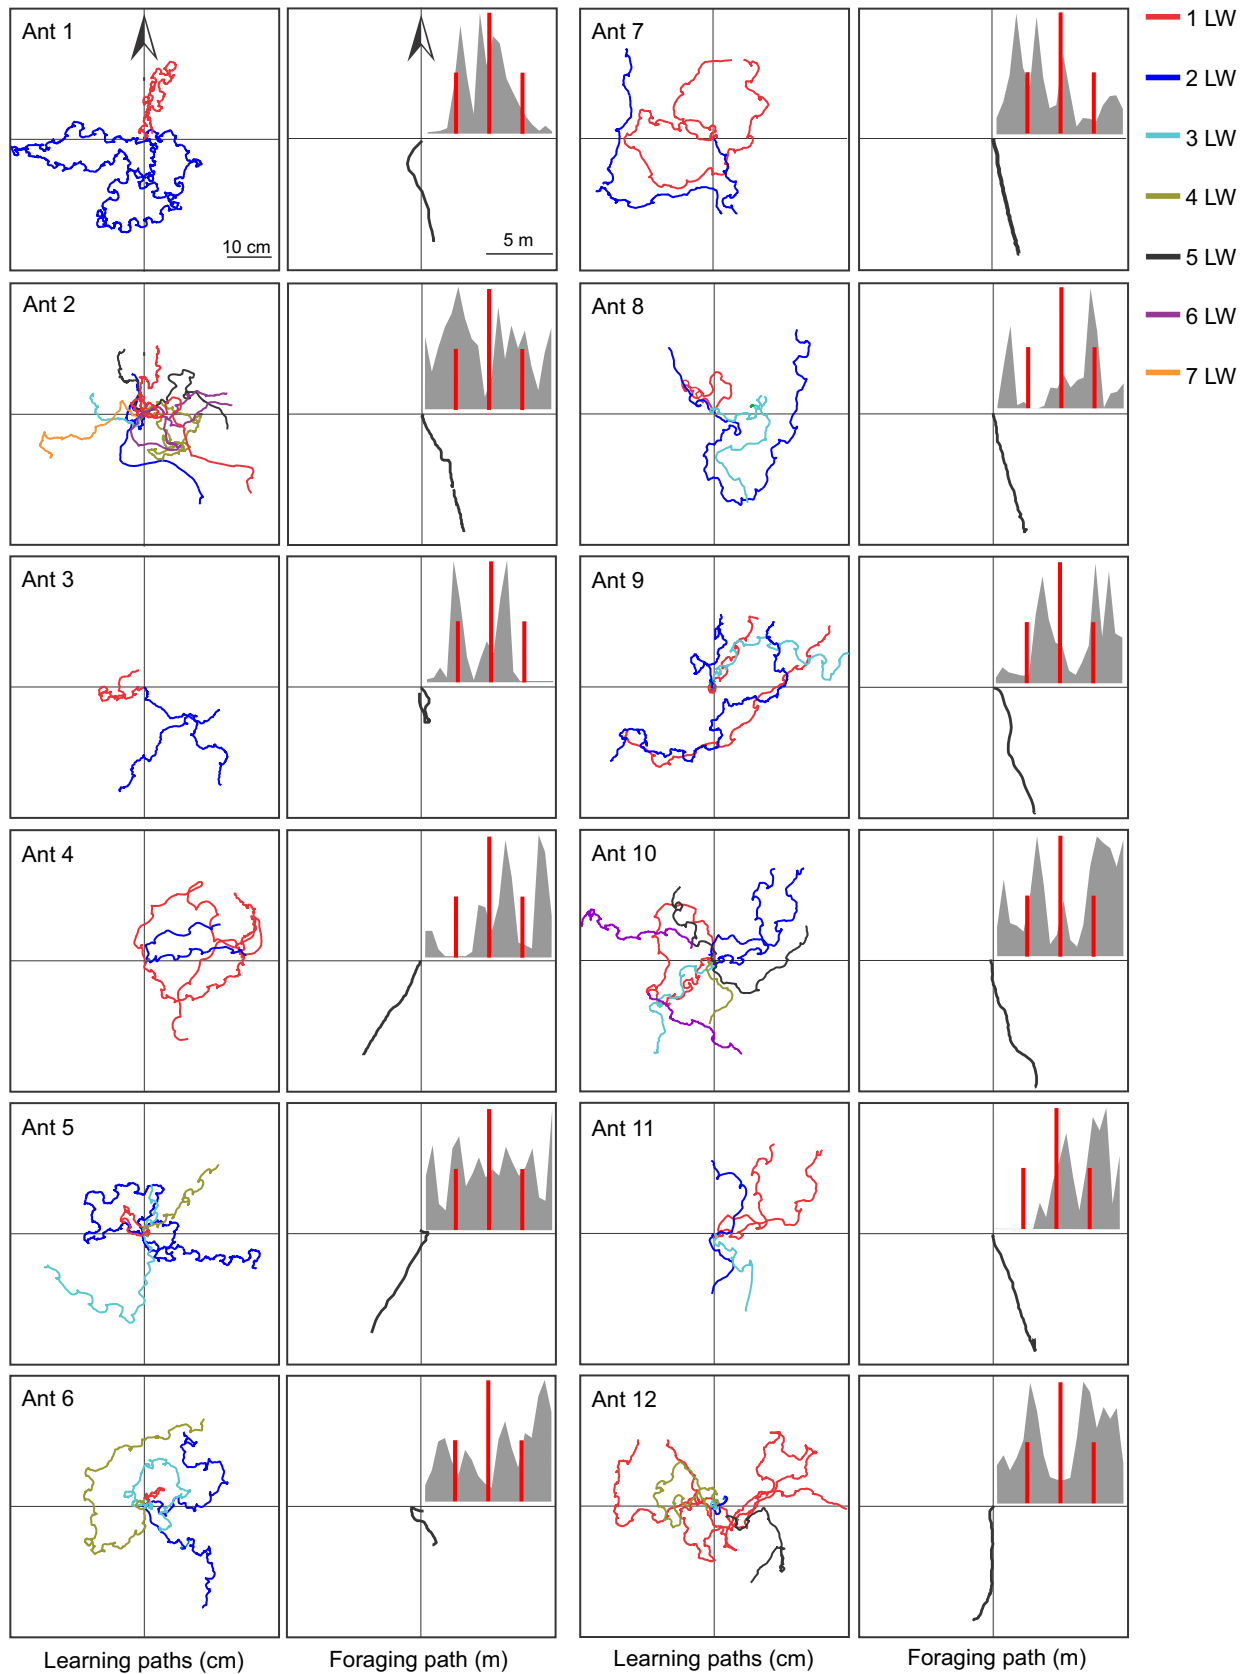 Ant 1
10 cm
5 m
Ant 7
1 LW
2 LW
3 LW
4 LW
5 LW
6 LW
7 LW
Ant 2
Ant 8
Ant 3
Ant 9
Ant 4
Ant 10
Ant 5
Ant 11
Ant 6
Ant 12
Learning paths (cm)
Foraging path (m)
Learning paths (cm)
Foraging path (m)